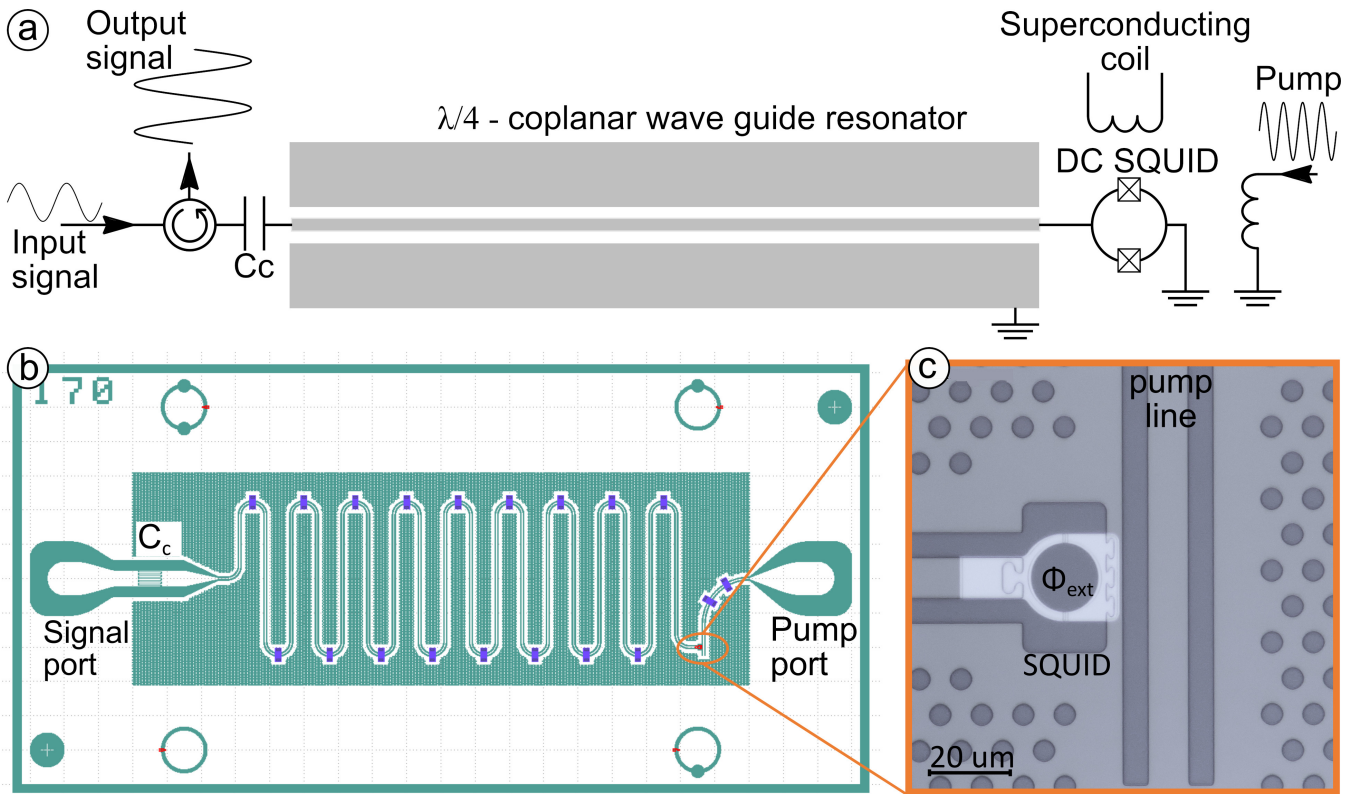 a
Output
signal
Superconducting
coil
Pump
λ/4 - coplanar wave guide resonator
DC SQUID
Input
signal
Cc
b
170
Cc
Signal
port
Pump
port
c
pump
line
Φext
SQUID
20 um